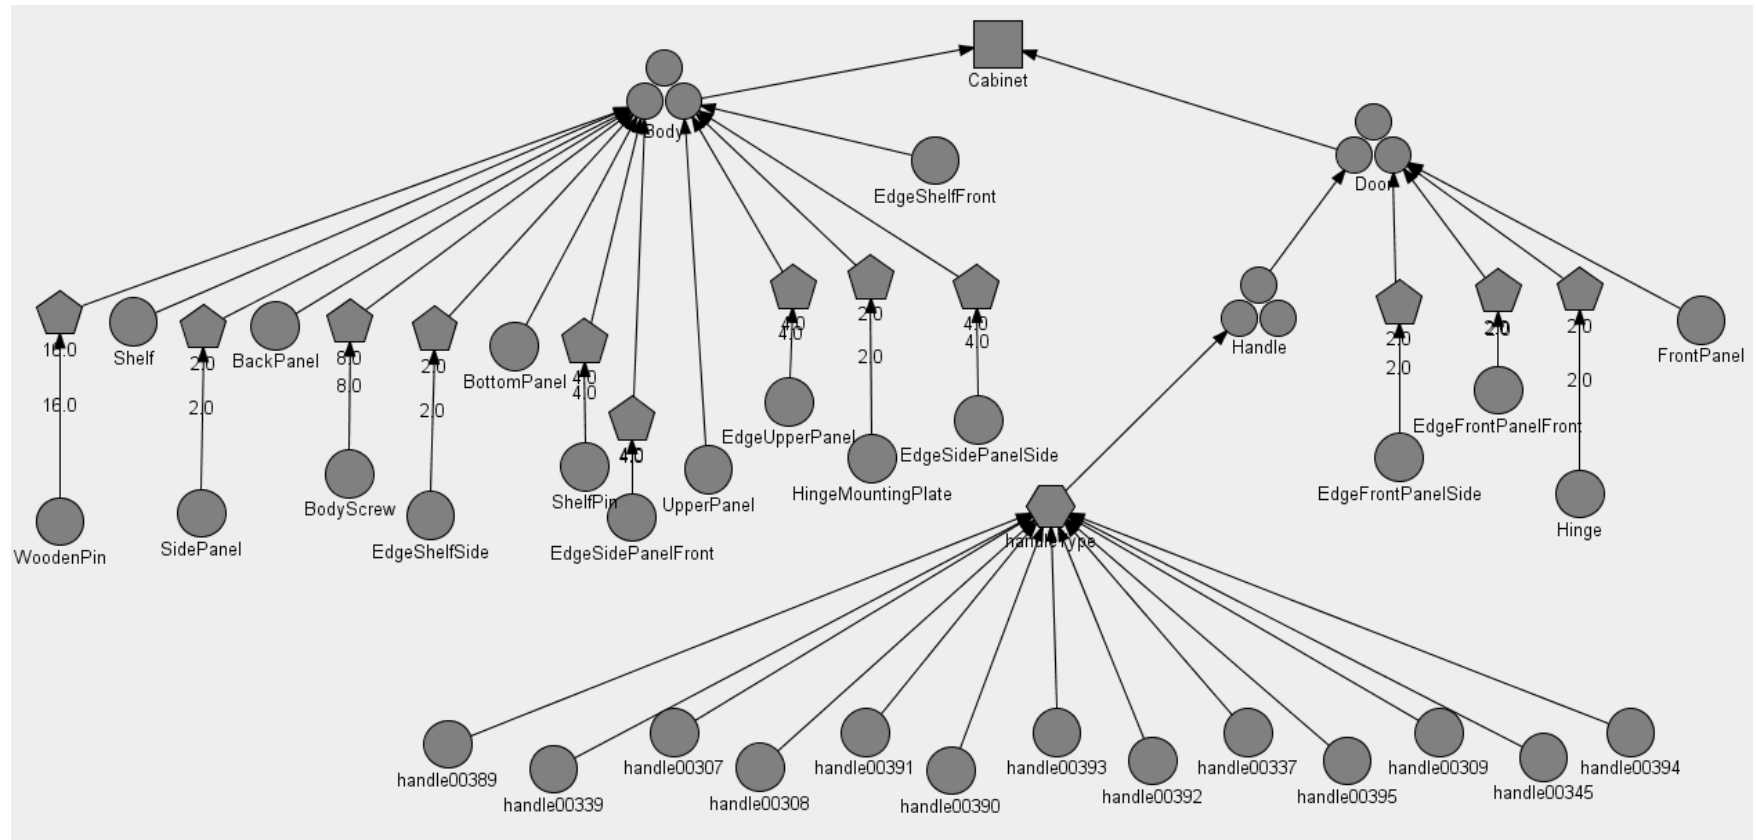 Cabinet
Body
Door
EdgeShelfFront
Handle
FrontPanel
16.0
16.0
Shelf
2.0
2.0
BackPanel
8.0
8.0
2.0
2.0
BottomPanel
4.0
4.0
4.0
4.0
4.0
2.0
2.0
4.0
4.0
2.0
2.0
2.0
2.0
2.0
EdgeUpperPanel
EdgeSidePanelSide
EdgeFrontPanelFront
WoodenPin
SidePanel
BodyScrew
EdgeShelfSide
ShelfPin
EdgeSidePanelFront
UpperPanel
HingeMountingPlate
EdgeFrontPanelSide
Hinge
handleType
handle00389
handle00339
handle00307
handle00308
handle00391
handle00390
handle00393
handle00392
handle00337
handle00395
handle00309
handle00345
handle00394